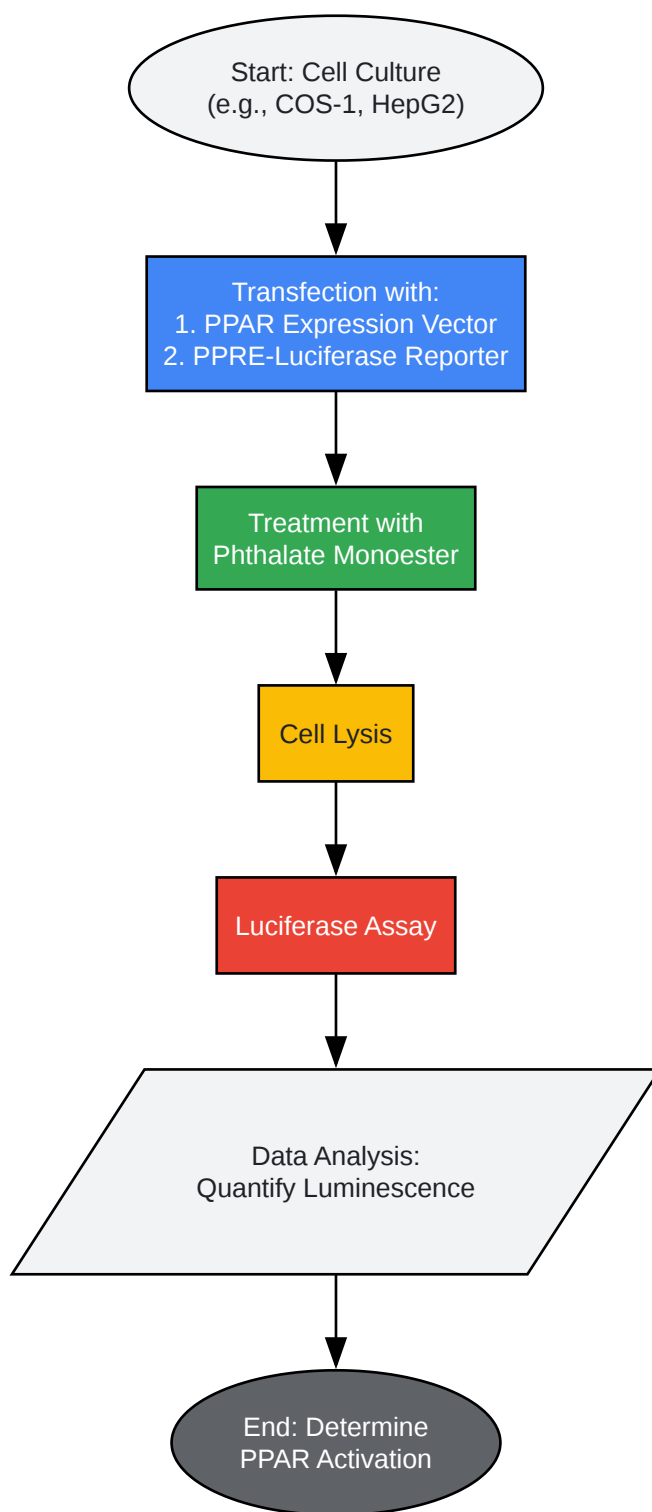 Start: Cell Culture
(e.g., COS-1, HepG2)
Transfection with:
1. PPAR Expression Vector
2. PPRE-Luciferase Reporter
Treatment with
Phthalate Monoester
Cell Lysis
Luciferase Assay
Data Analysis:
Quantify Luminescence
End: Determine
PPAR Activation